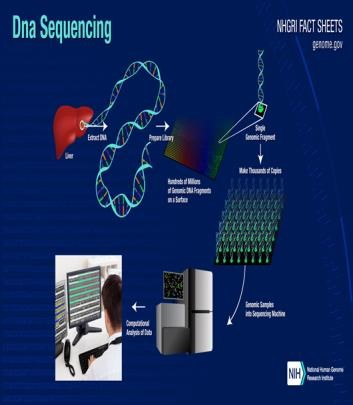 Dna Sequencing
NHGRI FACT SHEETS
genome.gov
Liver
Extract DNA
Prepare Library
Hundreds of Millions
of Genomic DNA Fragments
on a Surface
Single
Genomic Fragment
Make Thousands of Copies
Genomic Samples
into Sequencing Machine
Computational
Analysis of Data
NIH
National Human Genome
Research Institute